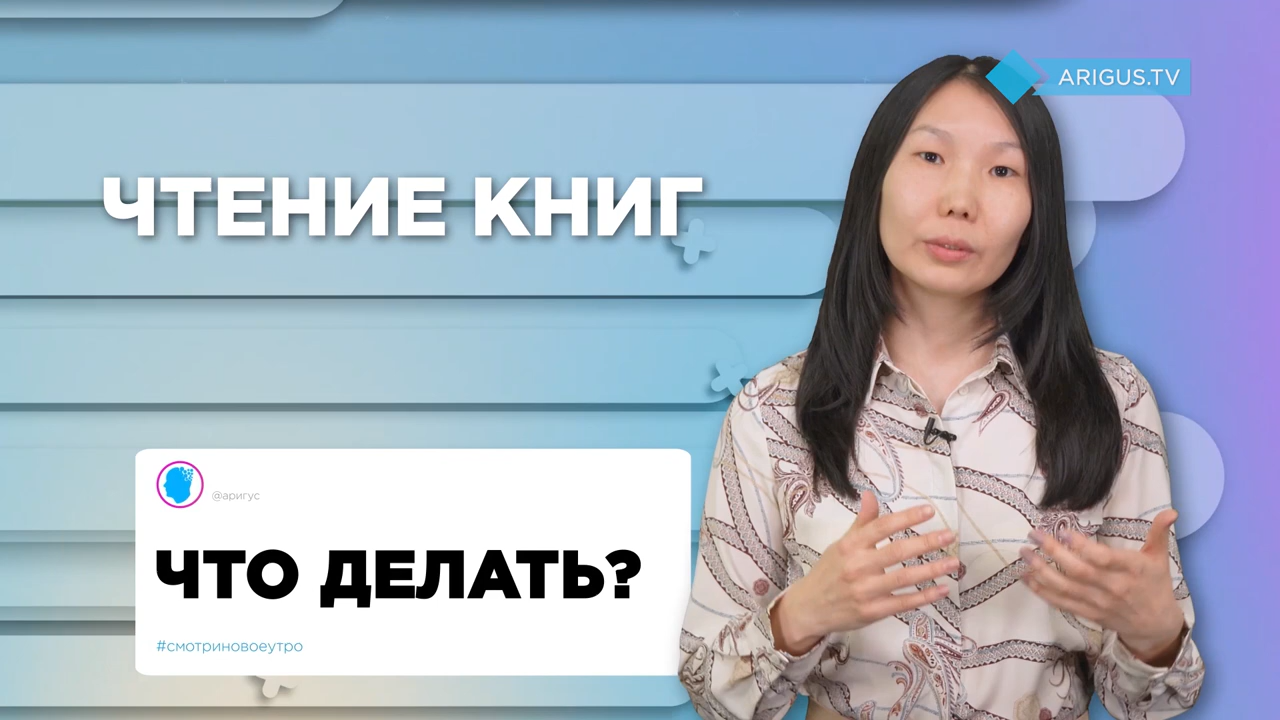 ARIGUS.TV
ЧТЕНИЕ КНИГ
@аригус
ЧТО ДЕЛАТЬ?
#смотриновоеутро